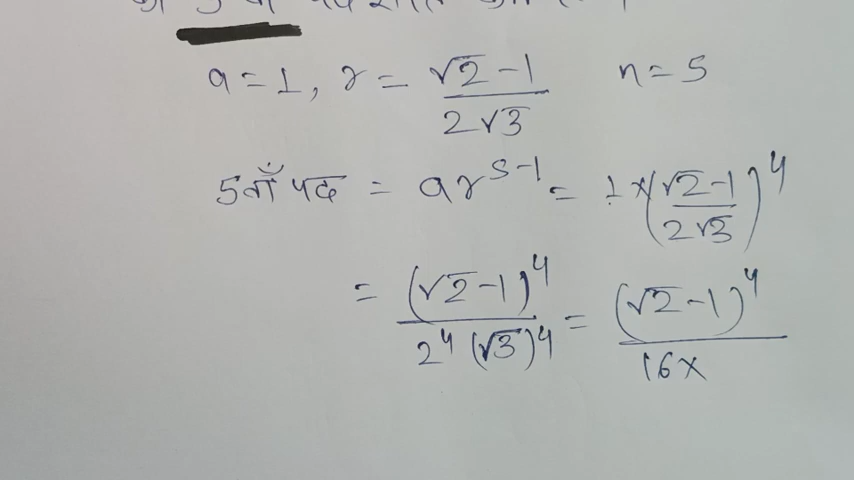 a = 1, r = √2 - 1 / 2√3 n = 5
5वाँ पद = ar^5-1 = 1×(√2-1 / 2√3)^4
= (√2-1)^4 / 2^4 (√3)^4 = (√2-1)^4 / 16×